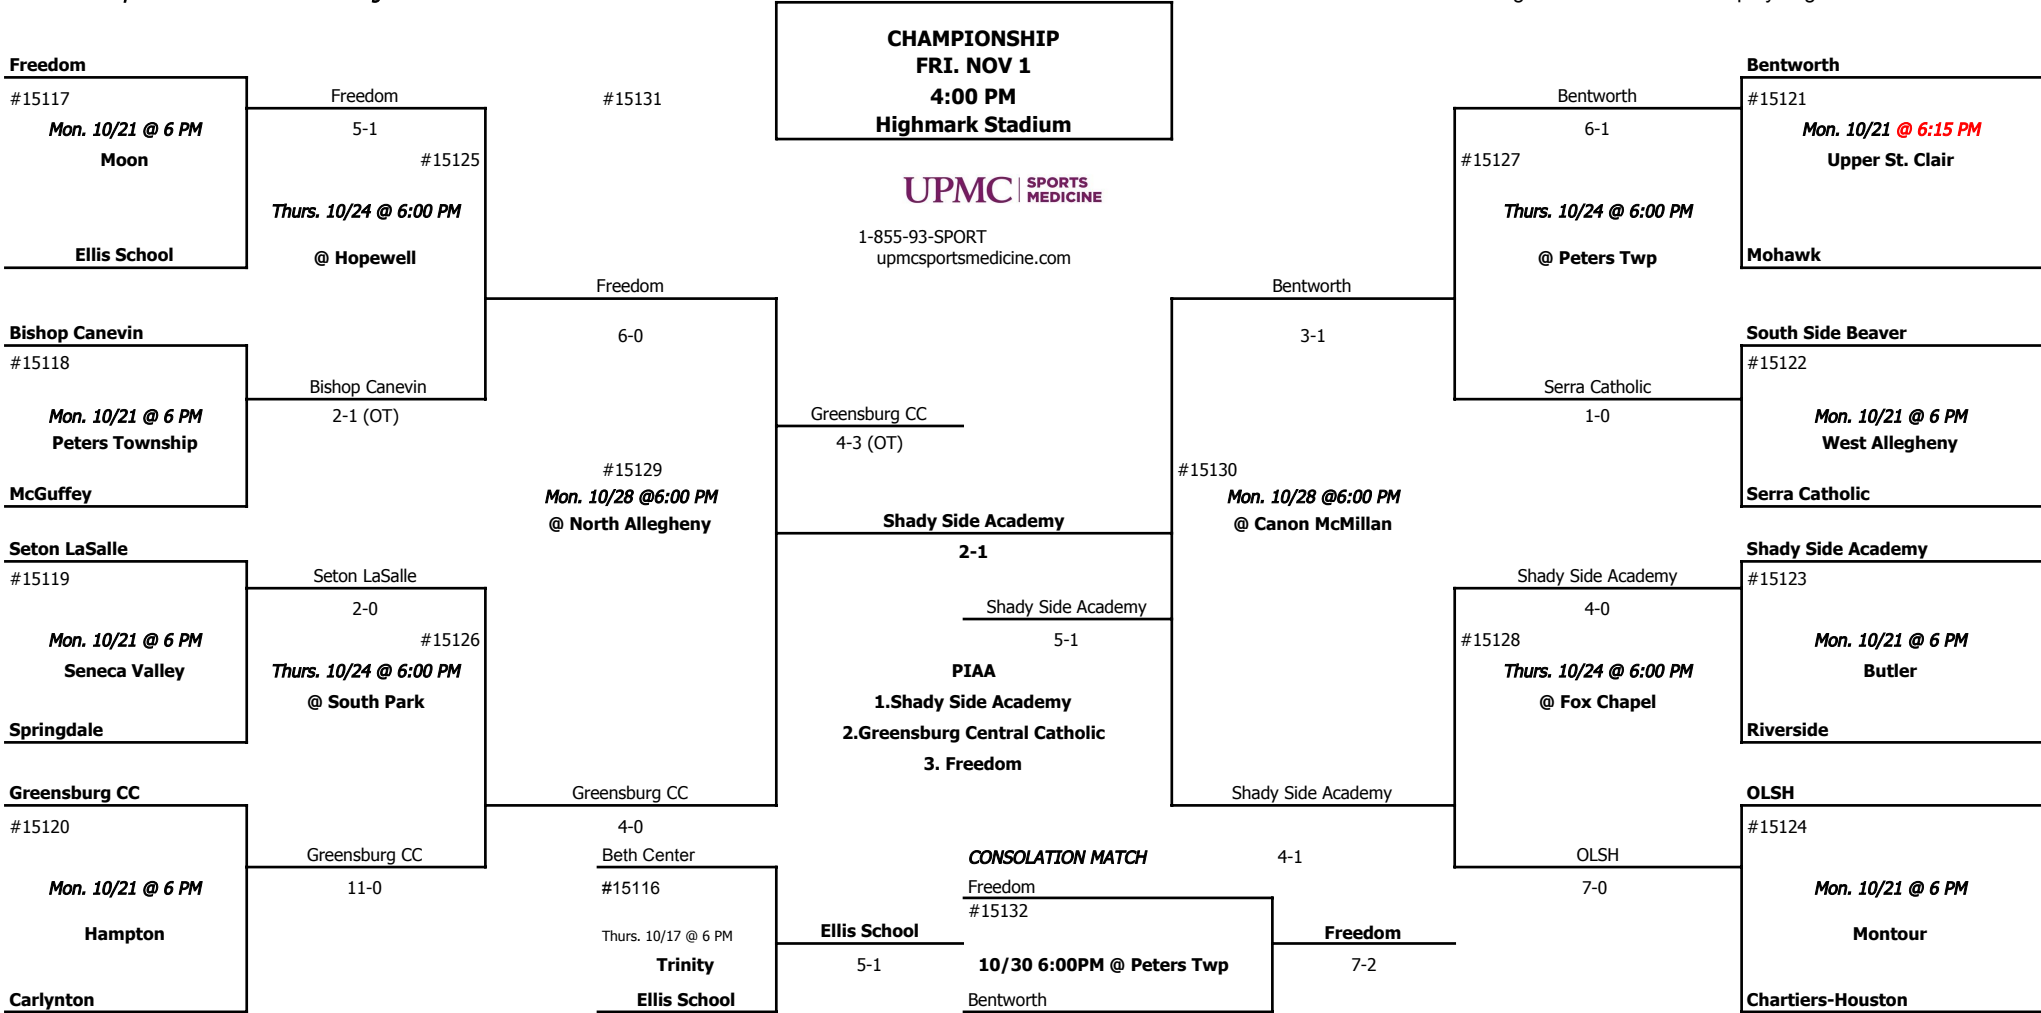 CHAMPIONSHIP
FRI. NOV 1
4:00 PM
Highmark Stadium
UPMC | SPORTS MEDICINE
1-855-93-SPORT
upmcsportsmedicine.com
Freedom
#15117
Mon. 10/21 @ 6 PM
Moon
Ellis School
Bishop Canevin
#15118
Mon. 10/21 @ 6 PM
Peters Township
McGuffey
Seton LaSalle
#15119
Mon. 10/21 @ 6 PM
Seneca Valley
Springdale
Greensburg CC
#15120
Mon. 10/21 @ 6 PM
Hampton
Carlynton
Freedom
5-1
#15125
Thurs. 10/24 @ 6:00 PM
@ Hopewell
Bishop Canevin
2-1 (OT)
Seton LaSalle
2-0
#15126
Thurs. 10/24 @ 6:00 PM
@ South Park
Greensburg CC
11-0
#15131
Freedom
6-0
#15129
Mon. 10/28 @6:00 PM
@ North Allegheny
Greensburg CC
4-0
Beth Center
#15116
Thurs. 10/17 @ 6 PM
Trinity
Ellis School
Ellis School
5-1
Greensburg CC
4-3 (OT)
Shady Side Academy
2-1
Shady Side Academy
5-1
PIAA
1.Shady Side Academy
2.Greensburg Central Catholic
3. Freedom
CONSOLATION MATCH
Freedom
#15132
10/30 6:00PM @ Peters Twp
Bentworth
Freedom
7-2
Bentworth
3-1
#15130
Mon. 10/28 @6:00 PM
@ Canon McMillan
Shady Side Academy
4-1
Bentworth
6-1
#15127
Thurs. 10/24 @ 6:00 PM
@ Peters Twp
Serra Catholic
1-0
Shady Side Academy
4-0
#15128
Thurs. 10/24 @ 6:00 PM
@ Fox Chapel
OLSH
7-0
Bentworth
#15121
Mon. 10/21 @ 6:15 PM
Upper St. Clair
Mohawk
South Side Beaver
#15122
Mon. 10/21 @ 6 PM
West Allegheny
Serra Catholic
Shady Side Academy
#15123
Mon. 10/21 @ 6 PM
Butler
Riverside
OLSH
#15124
Mon. 10/21 @ 6 PM
Montour
Chartiers-Houston